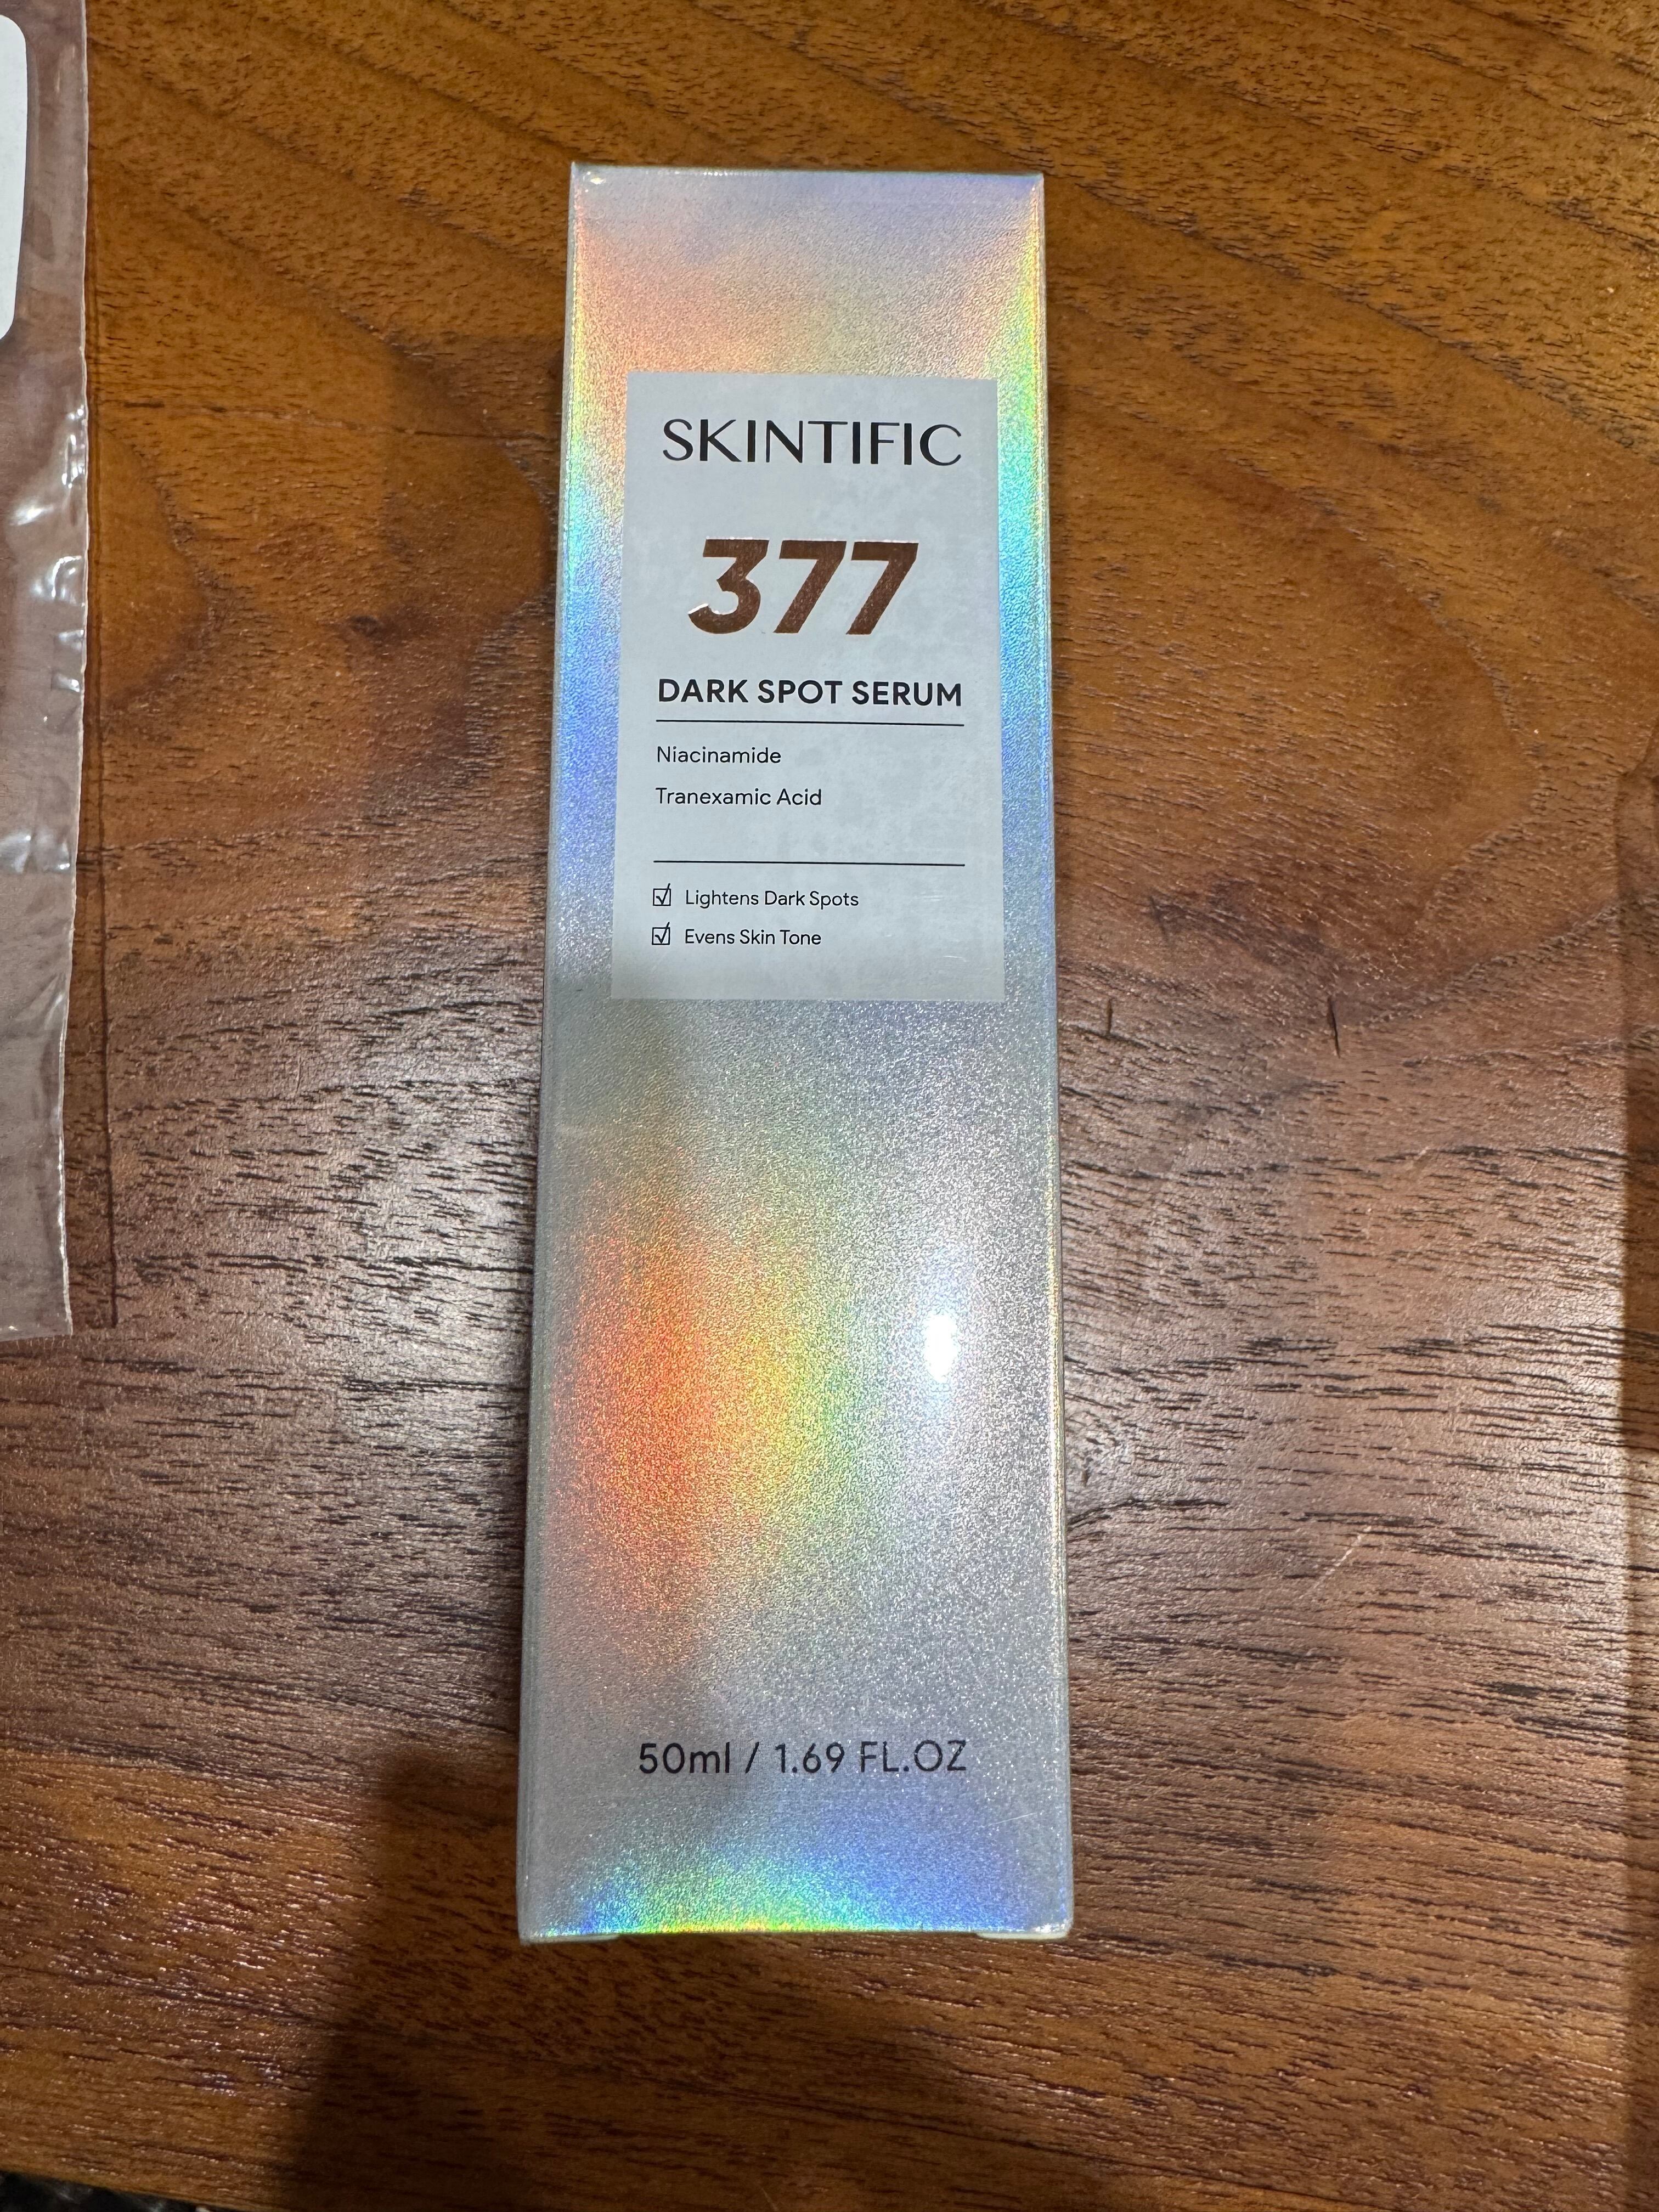 SKINTIFIC
377
DARK SPOT SERUM
Niacinamide
Tranexamic Acid
☑ Lightens Dark Spots
☑ Evens Skin Tone
50ml / 1.69 FL.OZ